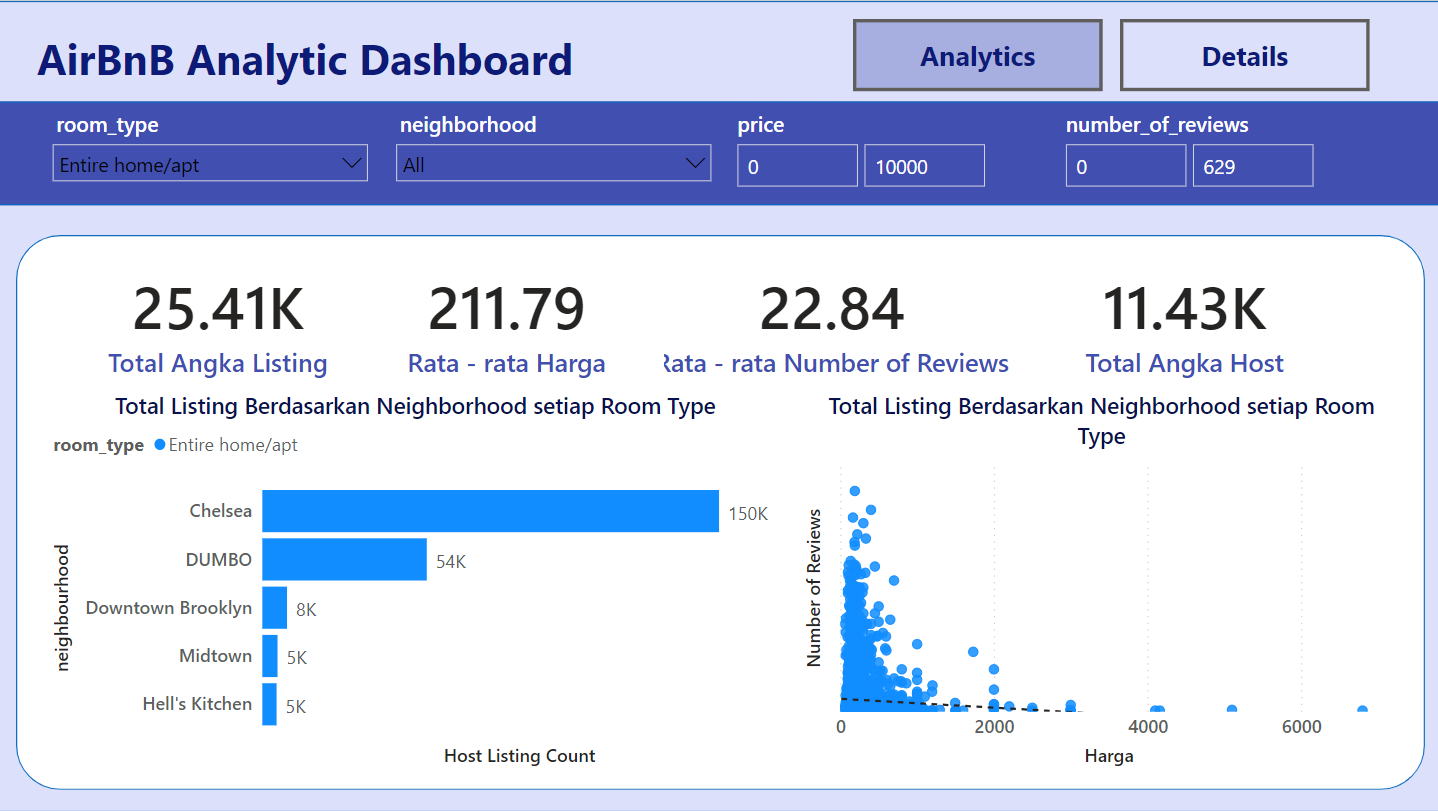 AirBnB Analytic Dashboard
Analytics
Details
room_type
neighborhood
price
number_of_reviews
Entire home/apt
All
0
10000
0
629
25.41K
211.79
22.84
11.43K
Total Angka Listing
Rata - rata Harga
Rata - rata Number of Reviews
Total Angka Host
Total Listing Berdasarkan Neighborhood setiap Room Type
room_type
Entire home/apt
neighbourhood
Chelsea
150K
DUMBO
54K
Downtown Brooklyn
8K
Midtown
5K
Hell's Kitchen
5K
Host Listing Count
Total Listing Berdasarkan Neighborhood setiap Room
Type
Number of Reviews
0
2000
4000
6000
Harga